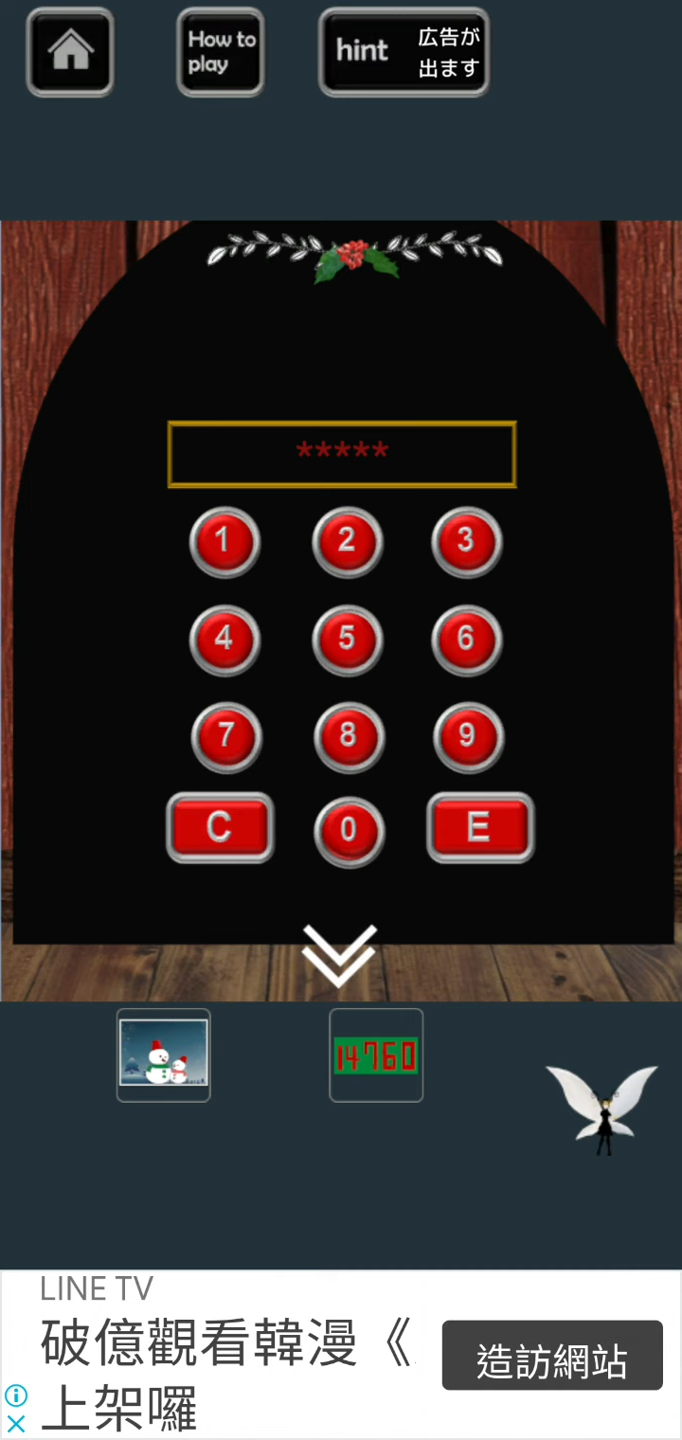 How to
play
hint
広告が
出ます
*****
1 2 3
4 5 6
7 8 9
C 0 E
14760
LINE TV
破億觀看韓漫《
上架囉
造訪網站